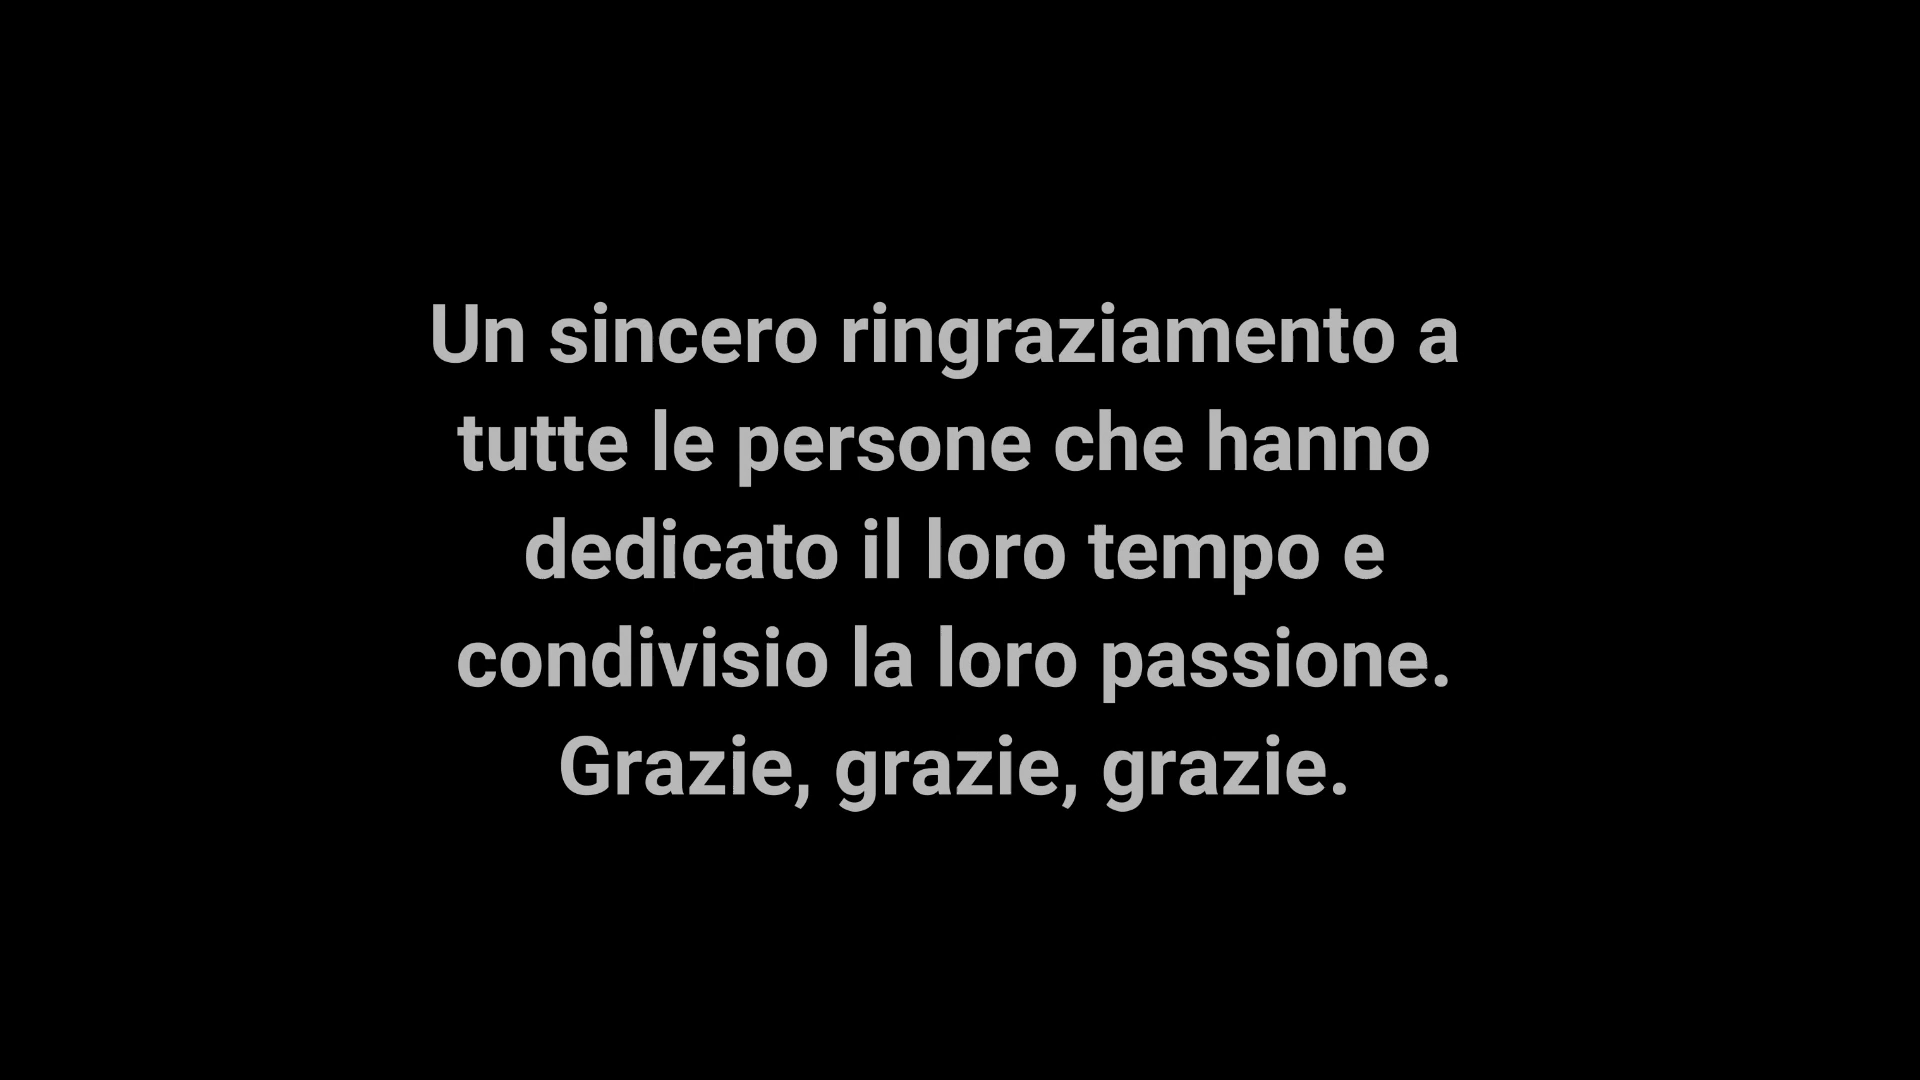 Un sincero ringraziamento a
tutte le persone che hanno
dedicato il loro tempo e
condivisio la loro passione.
Grazie, grazie, grazie.